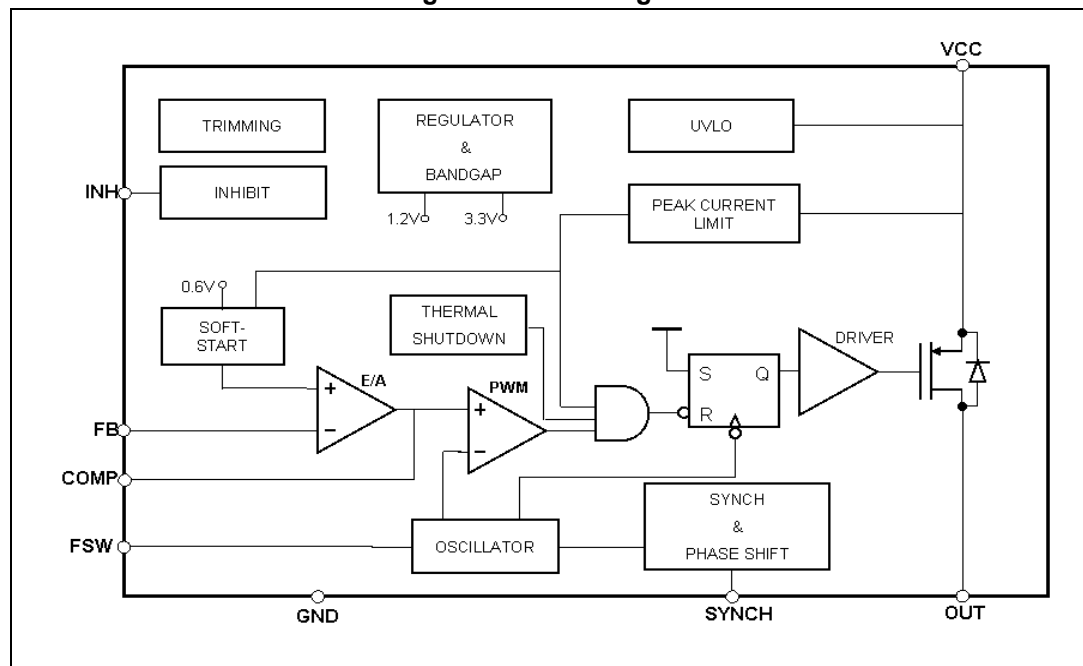 VCC
TRIMMING
REGULATOR
&
BANDGAP
UVLO
INH
INHIBIT
1.2V
3.3V
PEAK CURRENT
LIMIT
0.6V
SOFT-
START
THERMAL
SHUTDOWN
DRIVER
E/A
PWM
S
Q
R
+
−
+
−
FB
COMP
FSW
OSCILLATOR
SYNCH
&
PHASE SHIFT
GND
SYNCH
OUT